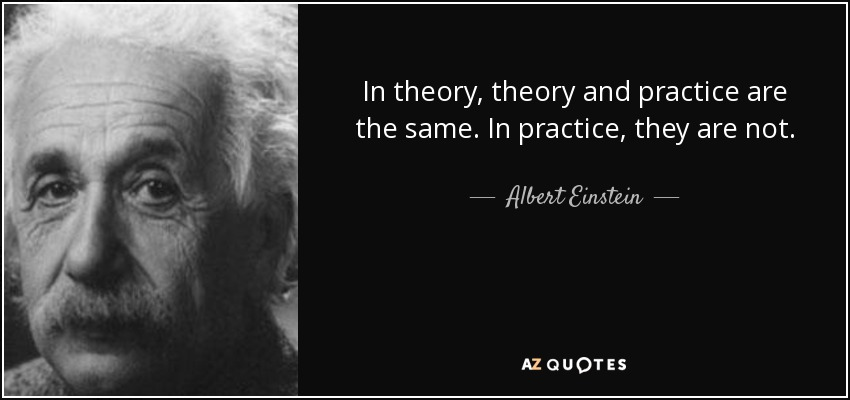 In theory, theory and practice are
the same. In practice, they are not.
— Albert Einstein —
AZ QUOTES